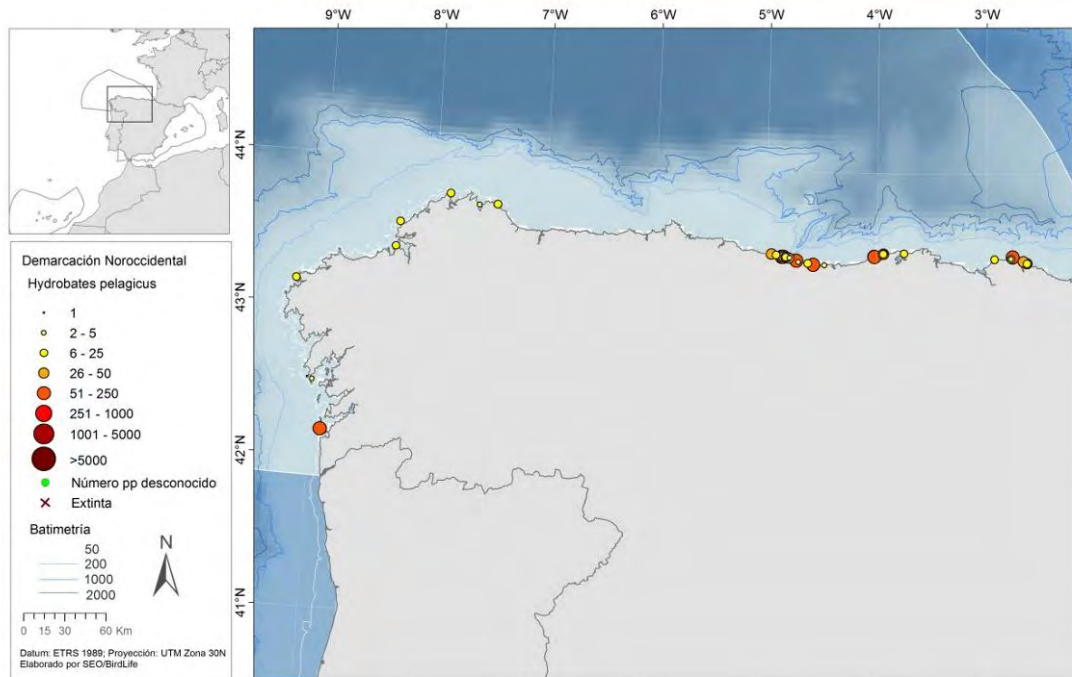 9°W 8°W 7°W 6°W 5°W 4°W 3°W
44°N
43°N
42°N
41°N
Demarcación Noroccidental
Hydrobates pelagicus
1
2 - 5
6 - 25
26 - 50
51 - 250
251 - 1000
1001 - 5000
>5000
Número pp desconocido
Extinta
Batimetría
50
200
1000
2000
N
0 15 30 60 Km
Datum: ETRS 1989; Proyección: UTM Zona 30N
Elaborado por SEO/BirdLife